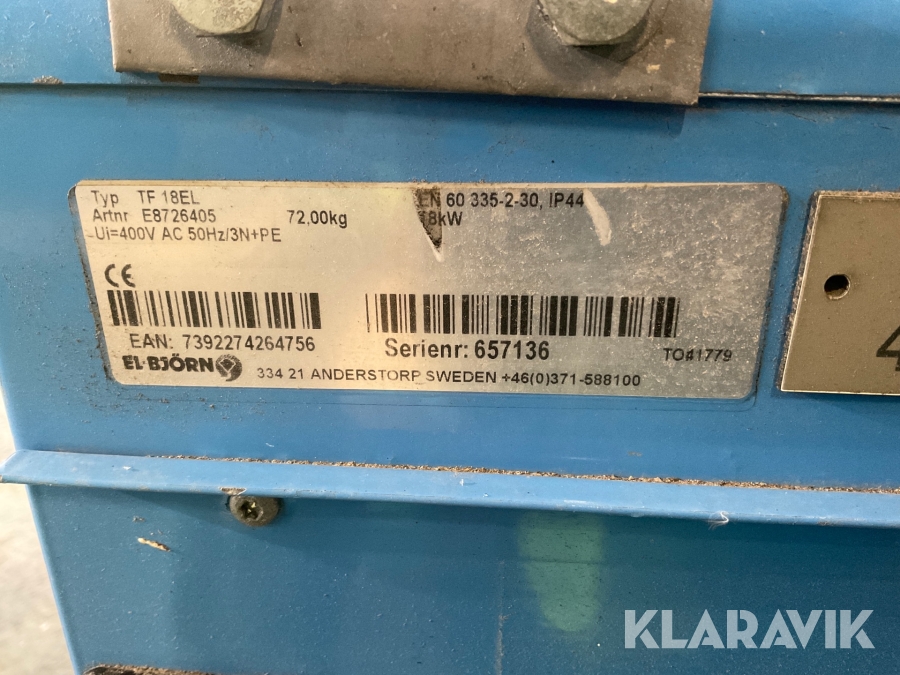 Typ TF 18EL EN 60 335-2-30, IP44
Artnr E8726405 72,00kg 18kW
Ui=400V AC 50Hz/3N+PE
CE
EAN: 7392274264756 Serienr: 657136 TO41779
EL-BJÖRN 334 21 ANDERSTORP SWEDEN +46(0)371-588100
KLARAVIK